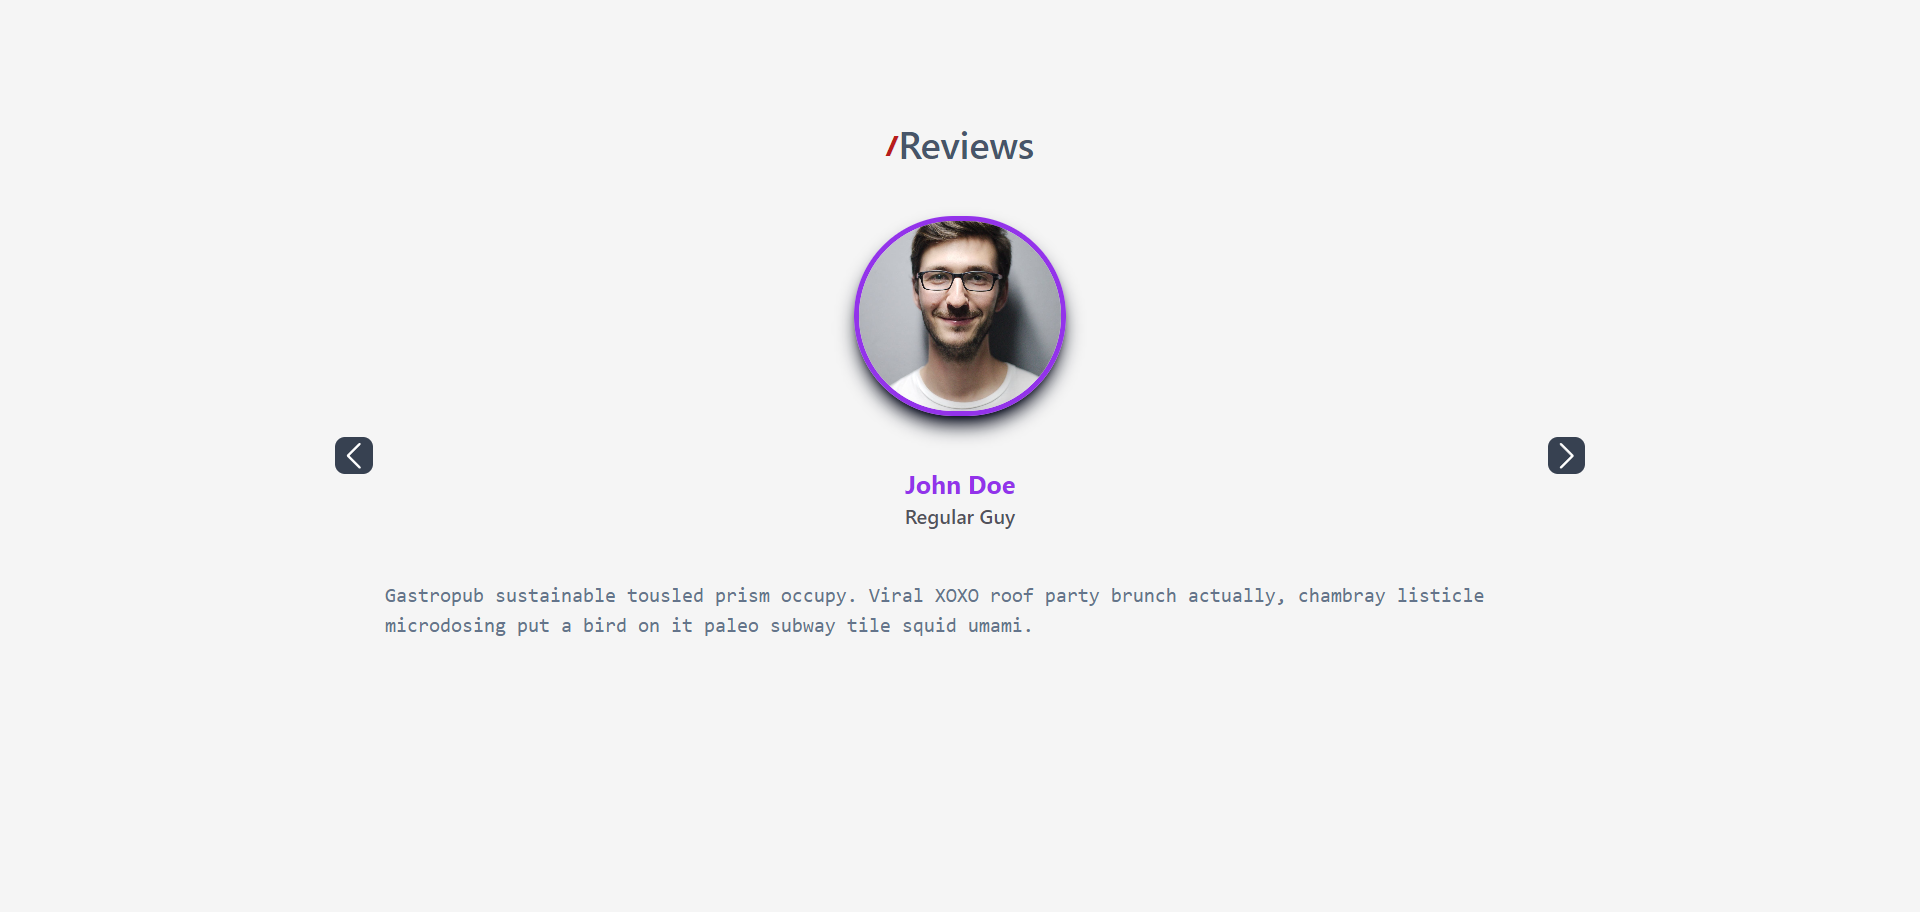 /Reviews
John Doe
Regular Guy
Gastropub sustainable tousled prism occupy. Viral XOXO roof party brunch actually, chambray listicle
microdosing put a bird on it paleo subway tile squid umami.